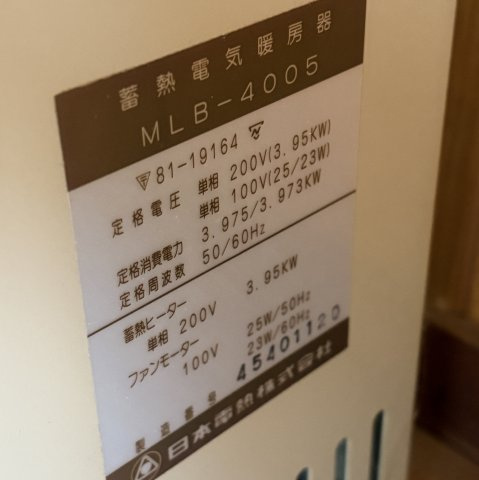 蓄熱電気暖房器
MLB-4005
81-19164
定格電圧 単相 200V(3.95KW)
単相 100V(25/23W)
定格消費電力 3.975/3.973KW
定格周波数 50/60Hz
蓄熱ヒーター
単相 200V 3.95KW
ファンモーター 25W/50Hz
100V 23W/60Hz
製造番号 45401120
日本電熱株式会社